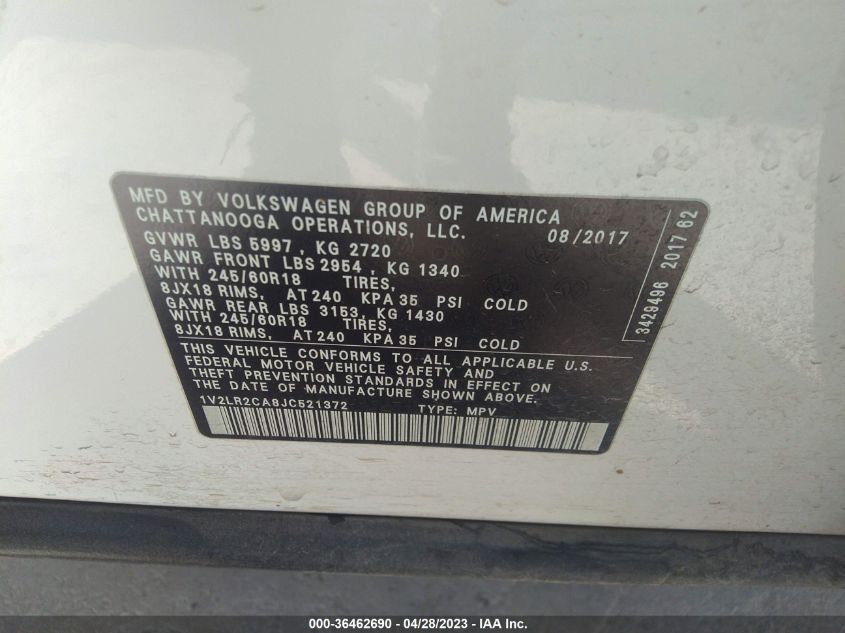 MFD BY VOLKSWAGEN GROUP OF AMERICA
CHATTANOOGA OPERATIONS, LLC. 08/2017
GVWR LBS 5997 , KG 2720
GAWR FRONT LBS 2954 , KG 1340
WITH 245/60R18 TIRES,
8JX18 RIMS, AT 240 KPA 35 PSI COLD
GAWR REAR LBS 3153, KG 1430
WITH 245/60R18 TIRES,
8JX18 RIMS, AT 240 KPA 35 PSI COLD
THIS VEHICLE CONFORMS TO ALL APPLICABLE U.S.
FEDERAL MOTOR VEHICLE SAFETY AND
THEFT PREVENTION STANDARDS IN EFFECT ON
THE DATE OF MANUFACTURE SHOWN ABOVE.
1V2LR2CA8JC521372 TYPE: MPV
3429496 2017 62
000-36462690 - 04/28/2023 - IAA Inc.